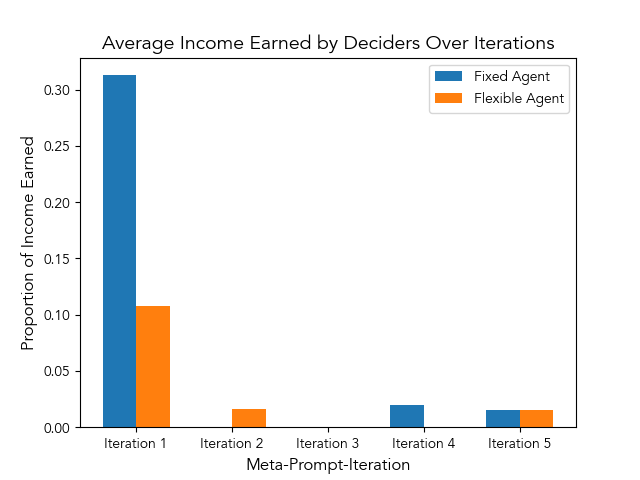 Average Income Earned by Deciders Over Iterations
Fixed Agent
Flexible Agent
Proportion of Income Earned
0.30
0.25
0.20
0.15
0.10
0.05
0.00
Iteration 1 Iteration 2 Iteration 3 Iteration 4 Iteration 5
Meta-Prompt-Iteration